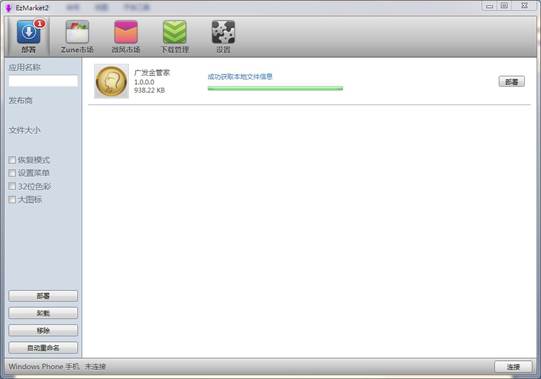 EzMarket2
1
部署
Zune市场
微风市场
下载管理
设置
应用名称
发布商
文件大小
恢复模式
设置菜单
32位色彩
大图标
广发金管家
1.0.0.0
938.22 KB
成功获取本地文件信息
部署
部署
卸载
移除
自动重命名
Windows Phone 手机 未连接
连接